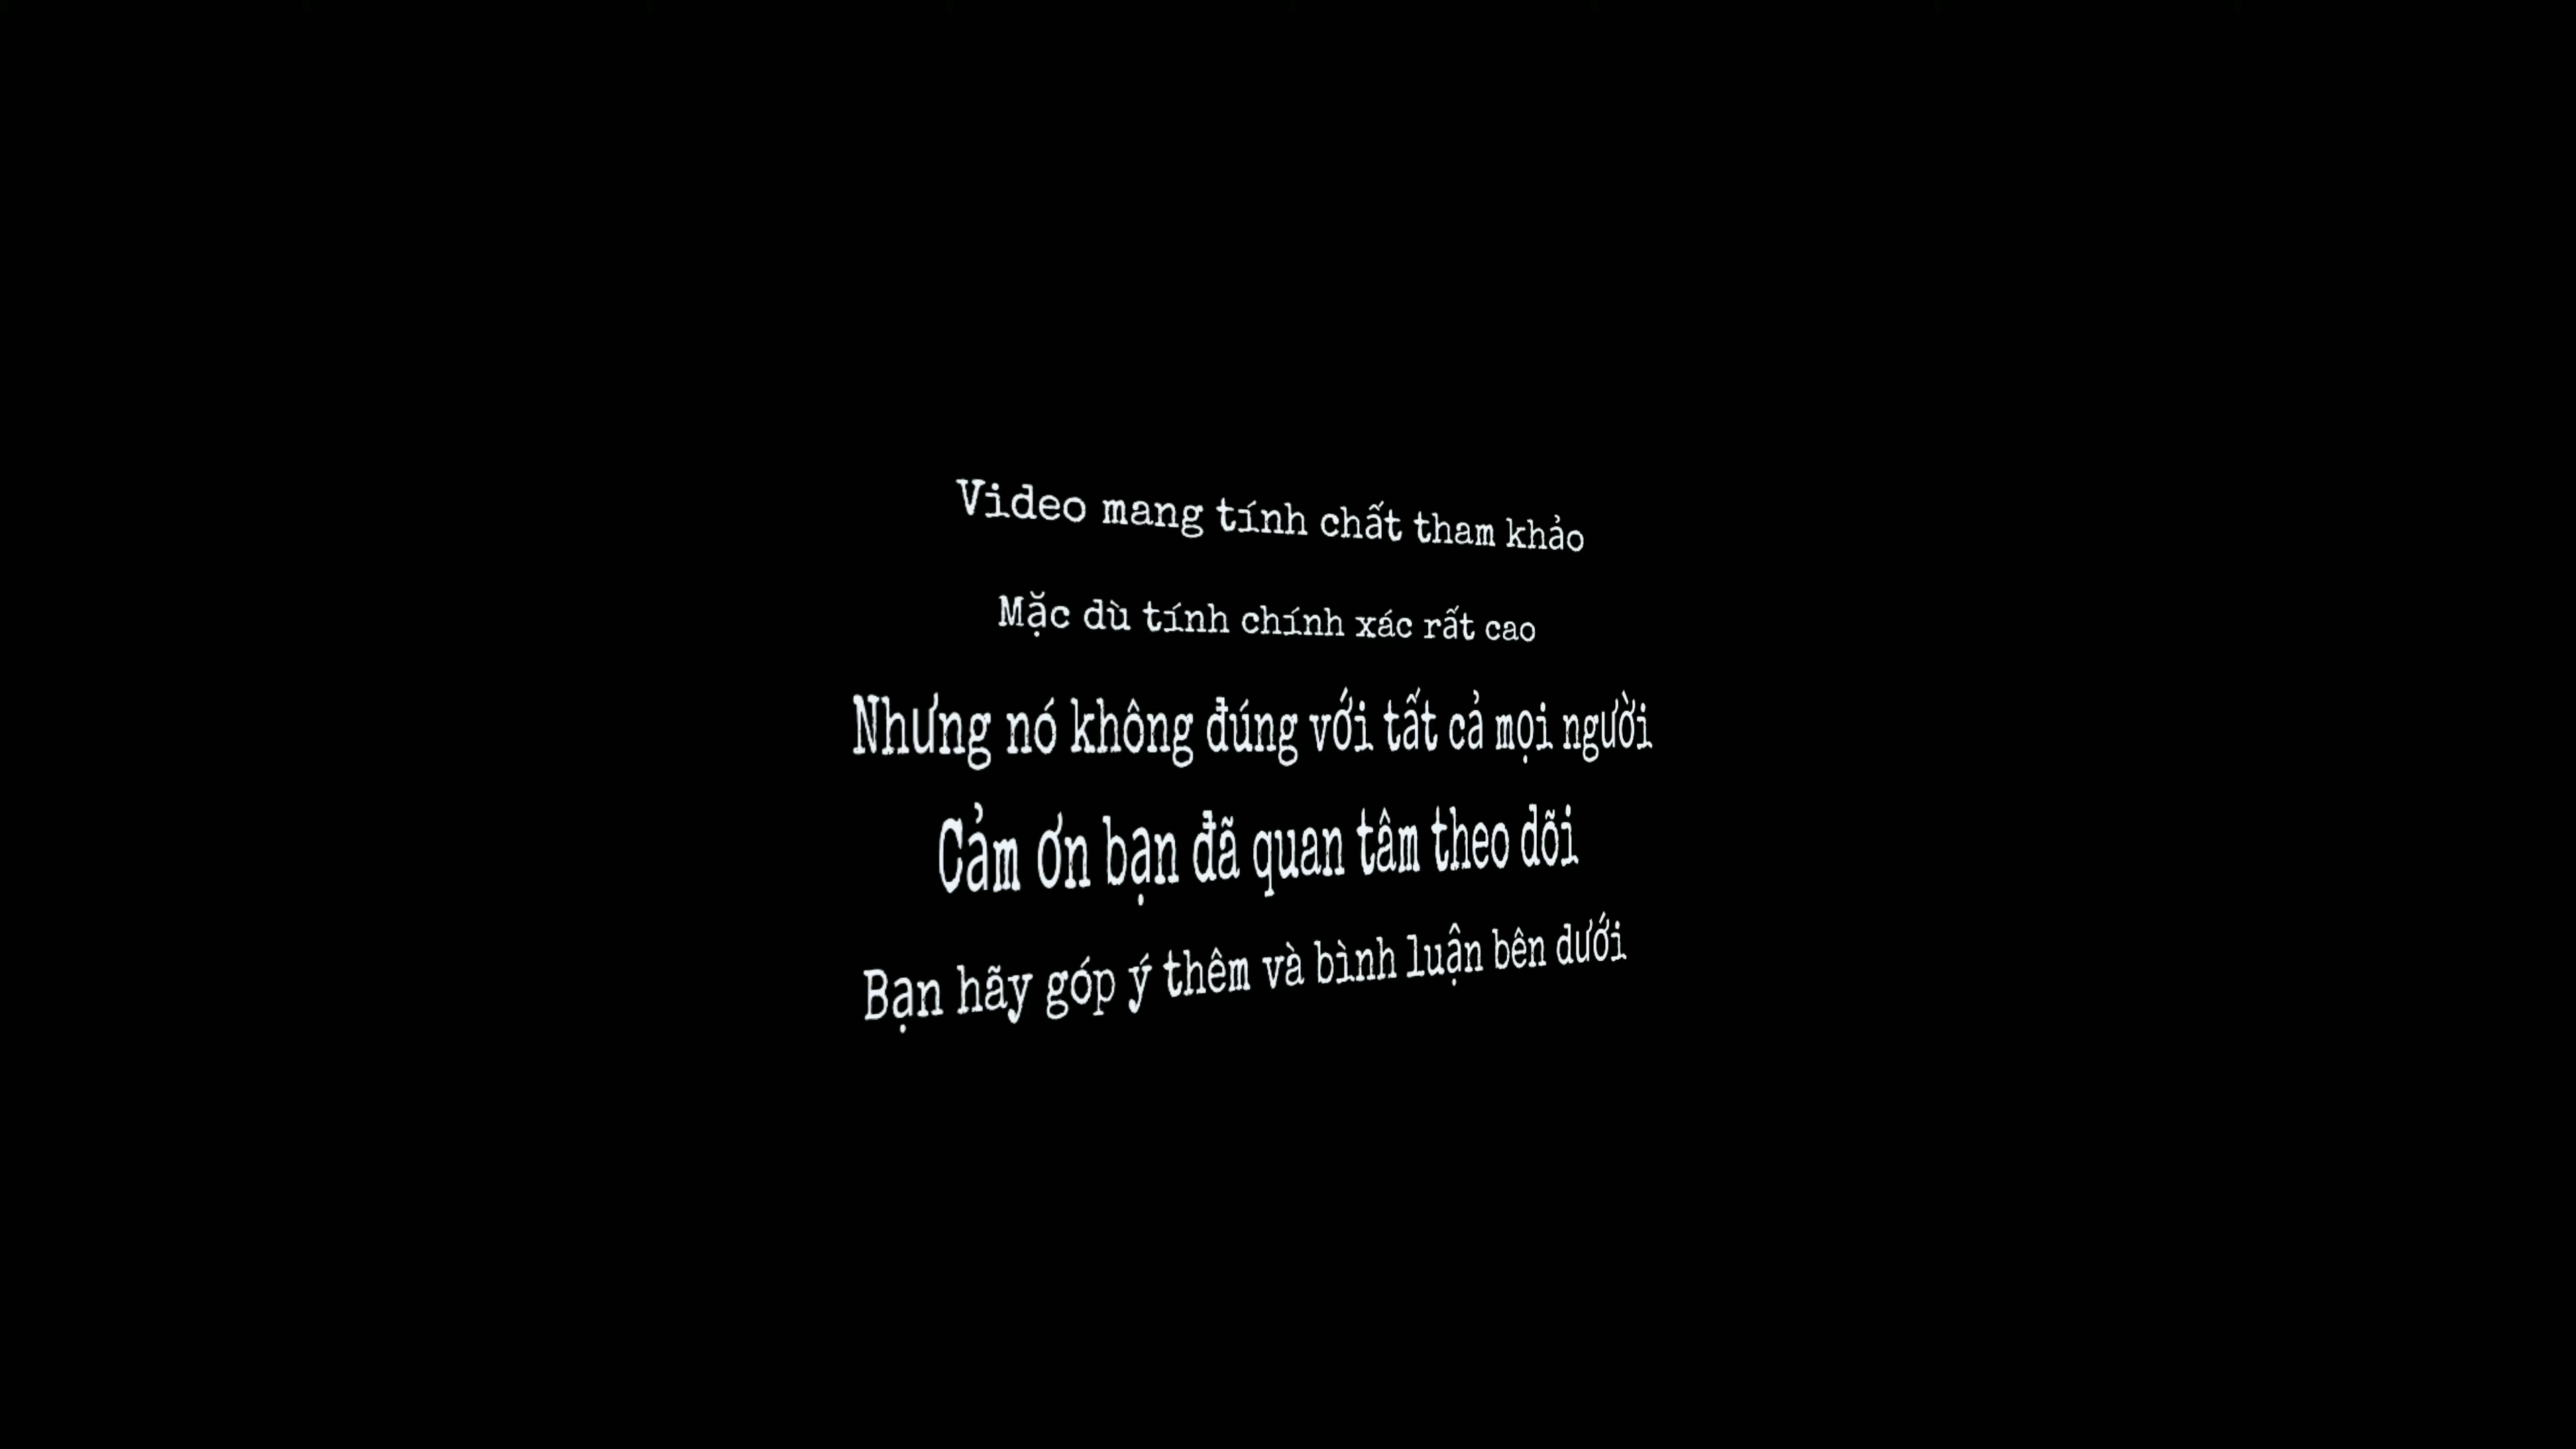 Video mang tính chất tham khảo
Mặc dù tính chính xác rất cao
Nhưng nó không đúng với tất cả mọi người
Cảm ơn bạn đã quan tâm theo dõi
Bạn hãy góp ý thêm và bình luận bên dưới